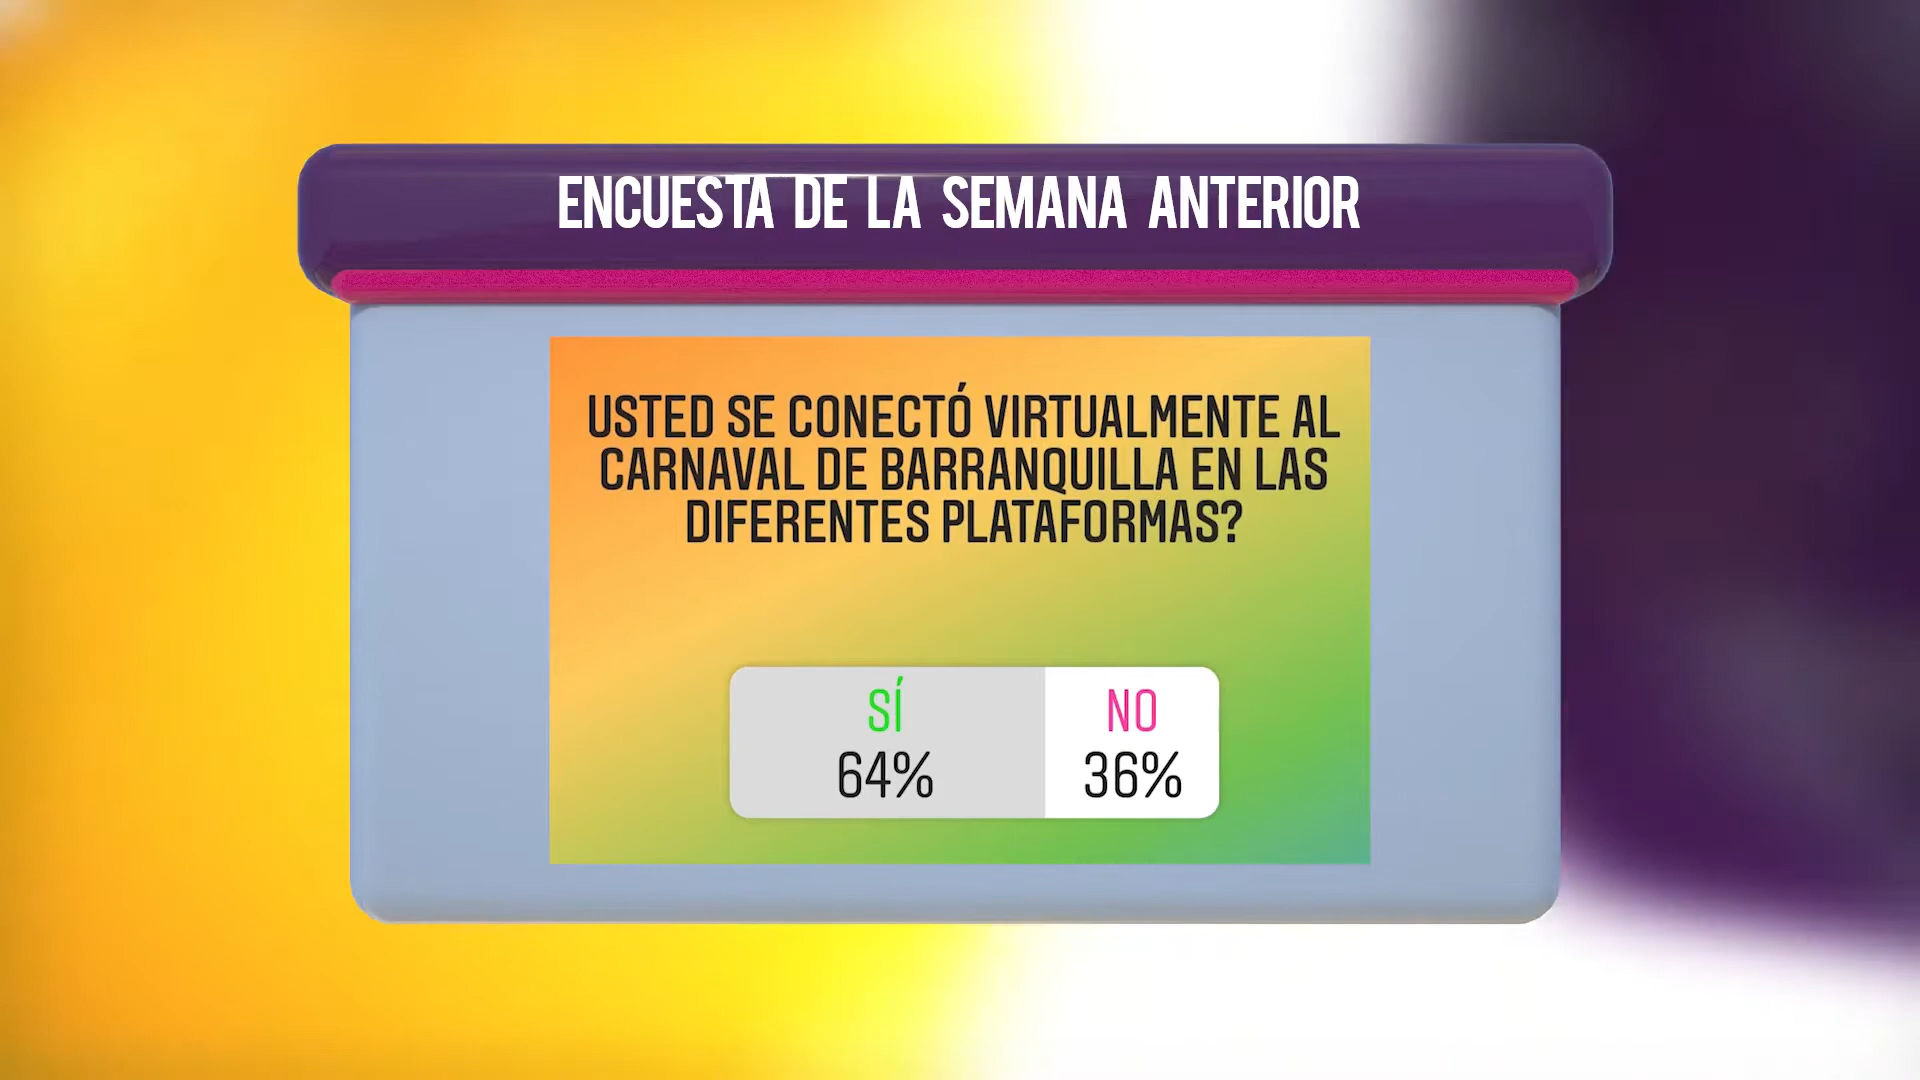 ENCUESTA DE LA SEMANA ANTERIOR
USTED SE CONECTÓ VIRTUALMENTE AL
CARNAVAL DE BARRANQUILLA EN LAS
DIFERENTES PLATAFORMAS?
SÍ NO
64% 36%